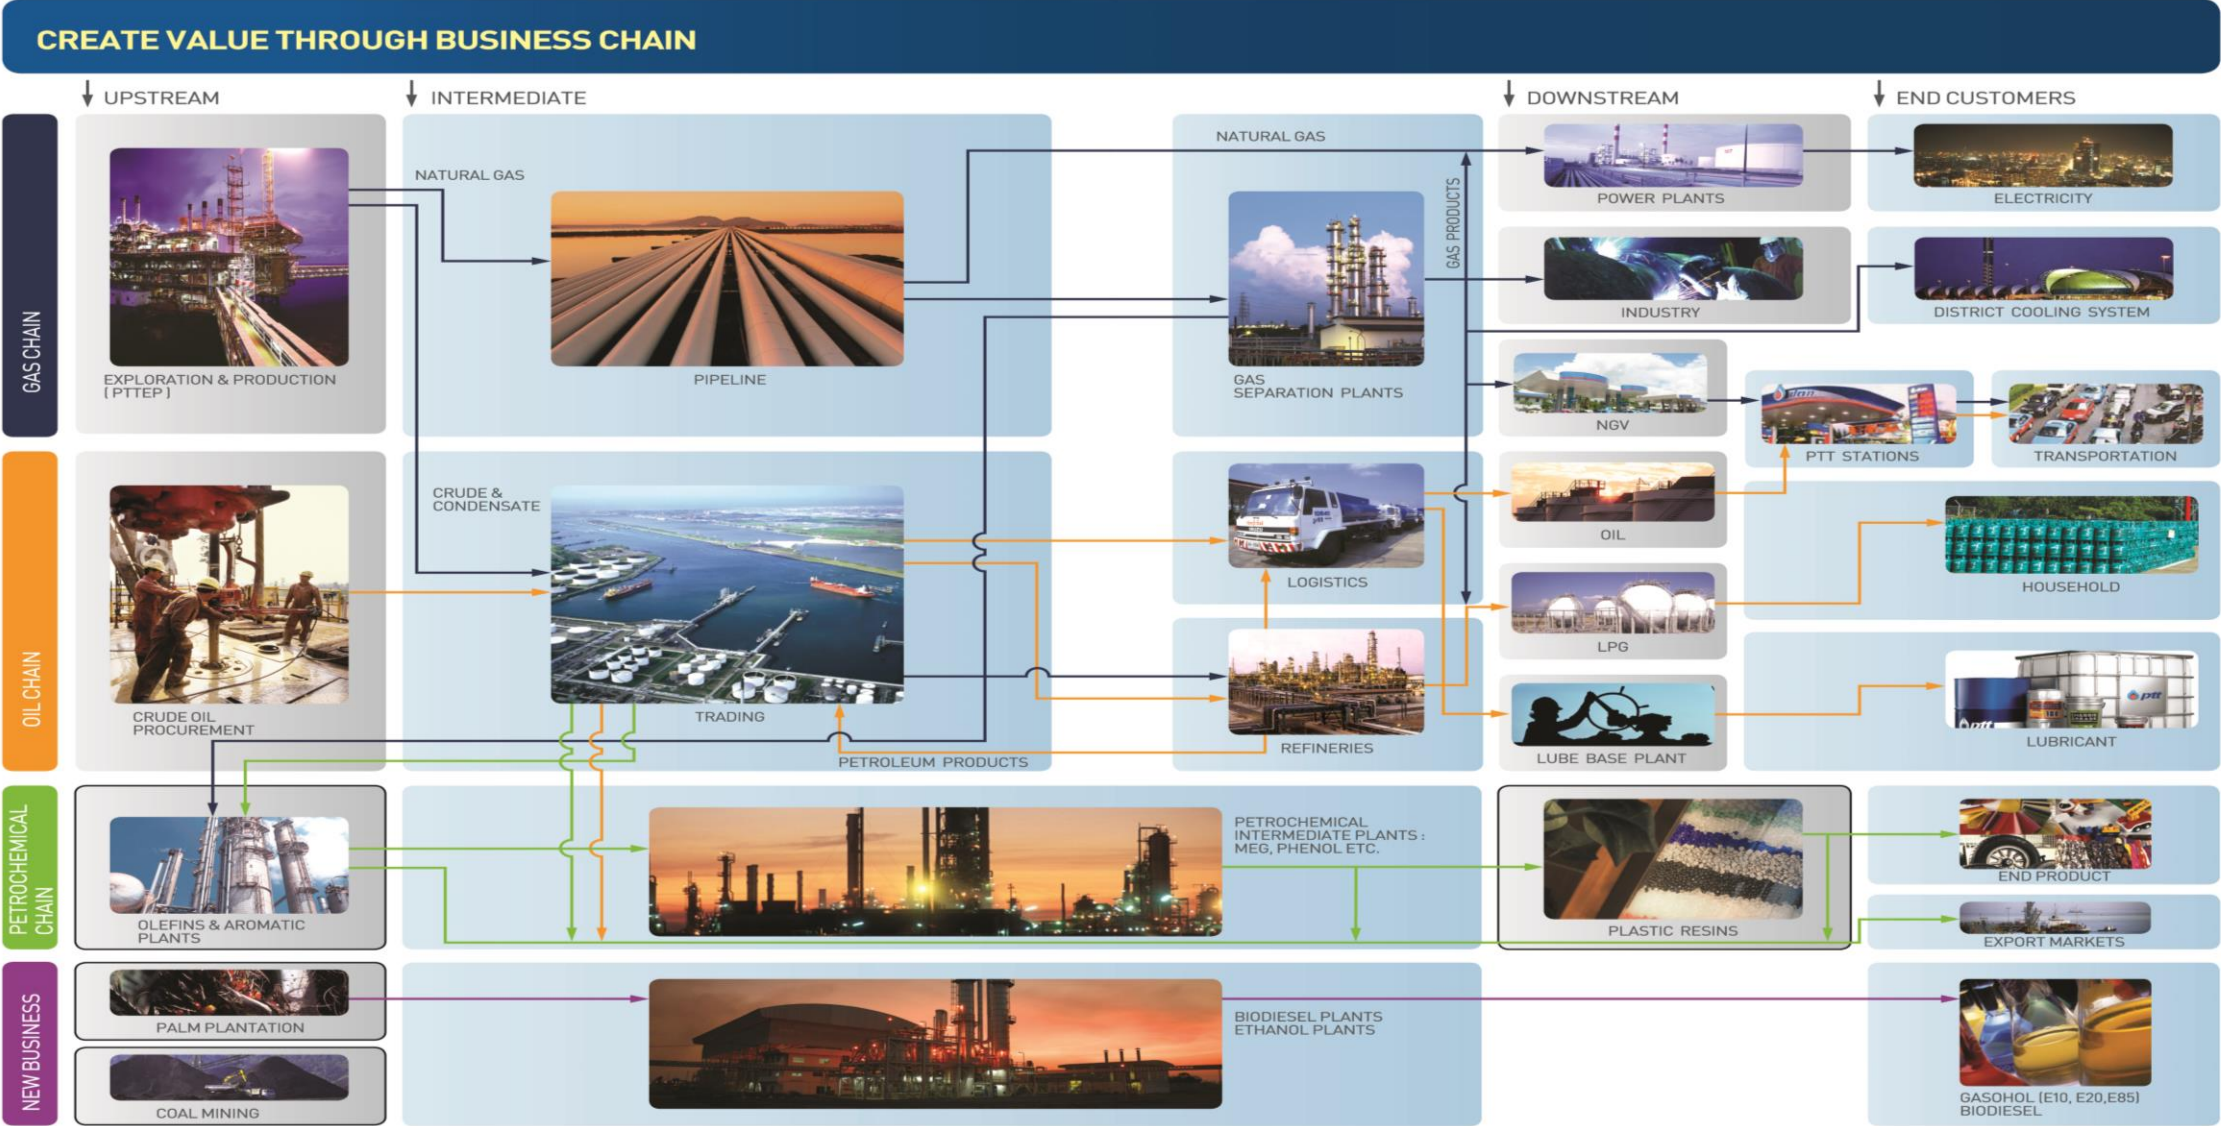 CREATE VALUE THROUGH BUSINESS CHAIN
UPSTREAM
INTERMEDIATE
DOWNSTREAM
END CUSTOMERS
GAS CHAIN
NATURAL GAS
NATURAL GAS
GAS PRODUCTS
EXPLORATION & PRODUCTION
( PTTEP )
PIPELINE
GAS
SEPARATION PLANTS
POWER PLANTS
ELECTRICITY
INDUSTRY
DISTRICT COOLING SYSTEM
NGV
PTT STATIONS
TRANSPORTATION
OIL CHAIN
CRUDE &
CONDENSATE
CRUDE OIL
PROCUREMENT
TRADING
LOGISTICS
OIL
HOUSEHOLD
LPG
REFINERIES
PETROLEUM PRODUCTS
LUBE BASE PLANT
ptt
ptt
LUBRICANT
PETROCHEMICAL
CHAIN
OLEFINS & AROMATIC
PLANTS
PETROCHEMICAL
INTERMEDIATE PLANTS :
MEG, PHENOL ETC.
PLASTIC RESINS
END PRODUCT
EXPORT MARKETS
NEW BUSINESS
PALM PLANTATION
COAL MINING
BIODIESEL PLANTS
ETHANOL PLANTS
GASOHOL (E10, E20,E85)
BIODIESEL